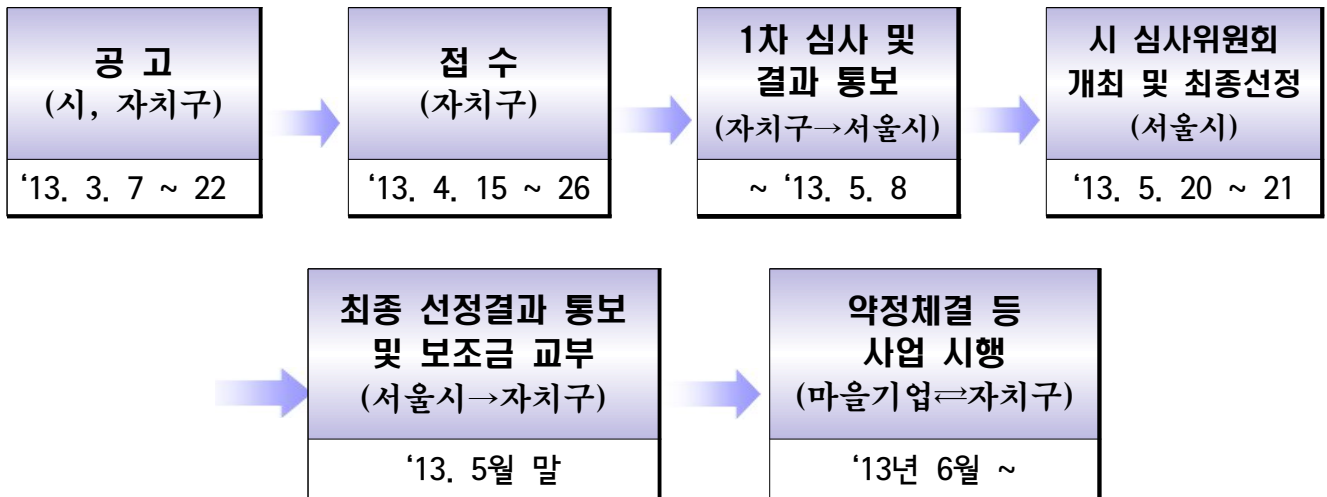 공 고
(시, 자치구)
‘13. 3. 7 ~ 22
접 수
(자치구)
‘13. 4. 15 ~ 26
1차 심사 및
결과 통보
(자치구→서울시)
~ ‘13. 5. 8
시 심사위원회
개최 및 최종선정
(서울시)
‘13. 5. 20 ~ 21
최종 선정결과 통보
및 보조금 교부
(서울시→자치구)
‘13. 5월 말
약정체결 등
사업 시행
(마을기업⇄자치구)
‘13년 6월 ~